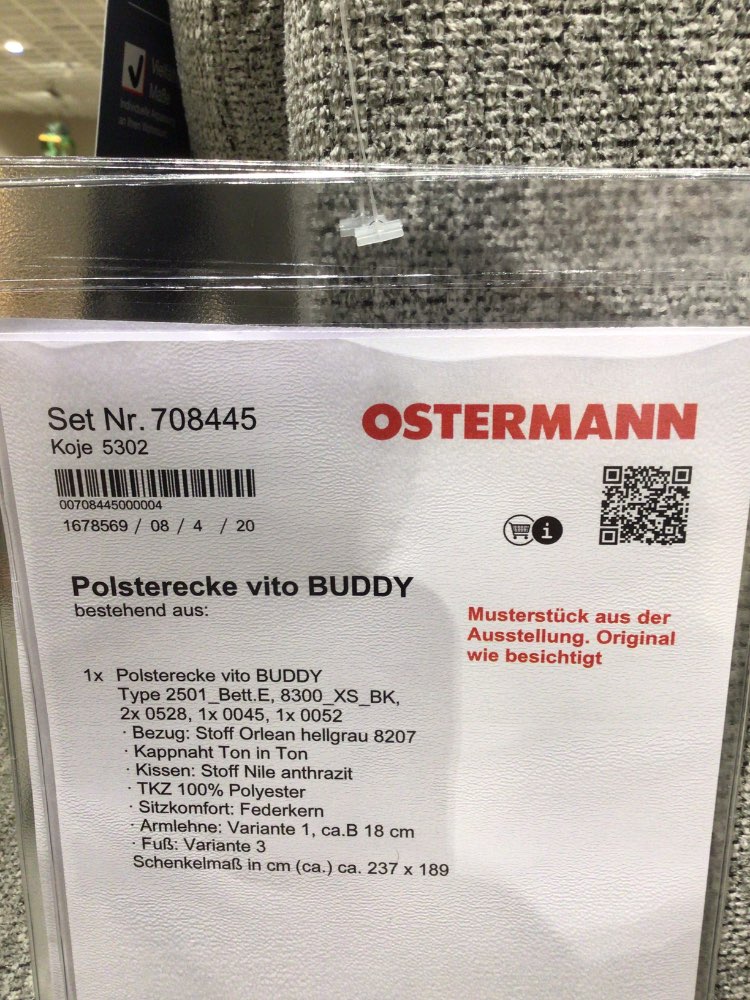 Set Nr. 708445
OSTERMANN
Koje 5302
00708445000004
1678569 / 08 / 4 / 20
i
Polsterecke vito BUDDY
bestehend aus:
Musterstück aus der
Ausstellung. Original
wie besichtigt
1x Polsterecke vito BUDDY
Type 2501_Bett.E, 8300_XS_BK,
2x 0528, 1x 0045, 1x 0052
· Bezug: Stoff Orlean hellgrau 8207
· Kappnaht Ton in Ton
· Kissen: Stoff Nile anthrazit
· TKZ 100% Polyester
· Sitzkomfort: Federkern
· Armlehne: Variante 1, ca.B 18 cm
· Fuß: Variante 3
Schenkelmaß in cm (ca.) ca. 237 x 189